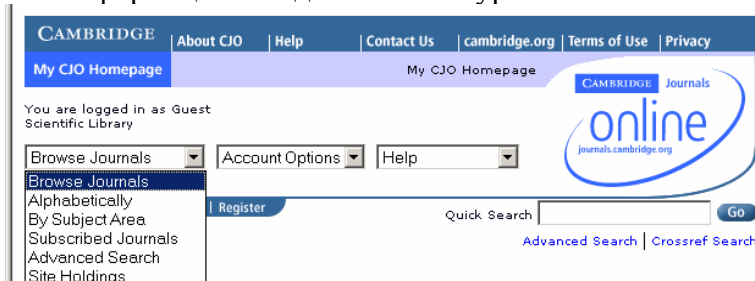 CAMBRIDGE | About CJO | Help | Contact Us | cambridge.org | Terms of Use | Privacy
My CJO Homepage
My CJO Homepage
CAMBRIDGE Journals
online
journals.cambridge.org
You are logged in as Guest
Scientific Library
Browse Journals Account Options Help
Browse Journals
Alphabetically
By Subject Area
Subscribed Journals
Advanced Search
Site Holdings
| Register
Quick Search Go
Advanced Search | Crossref Search